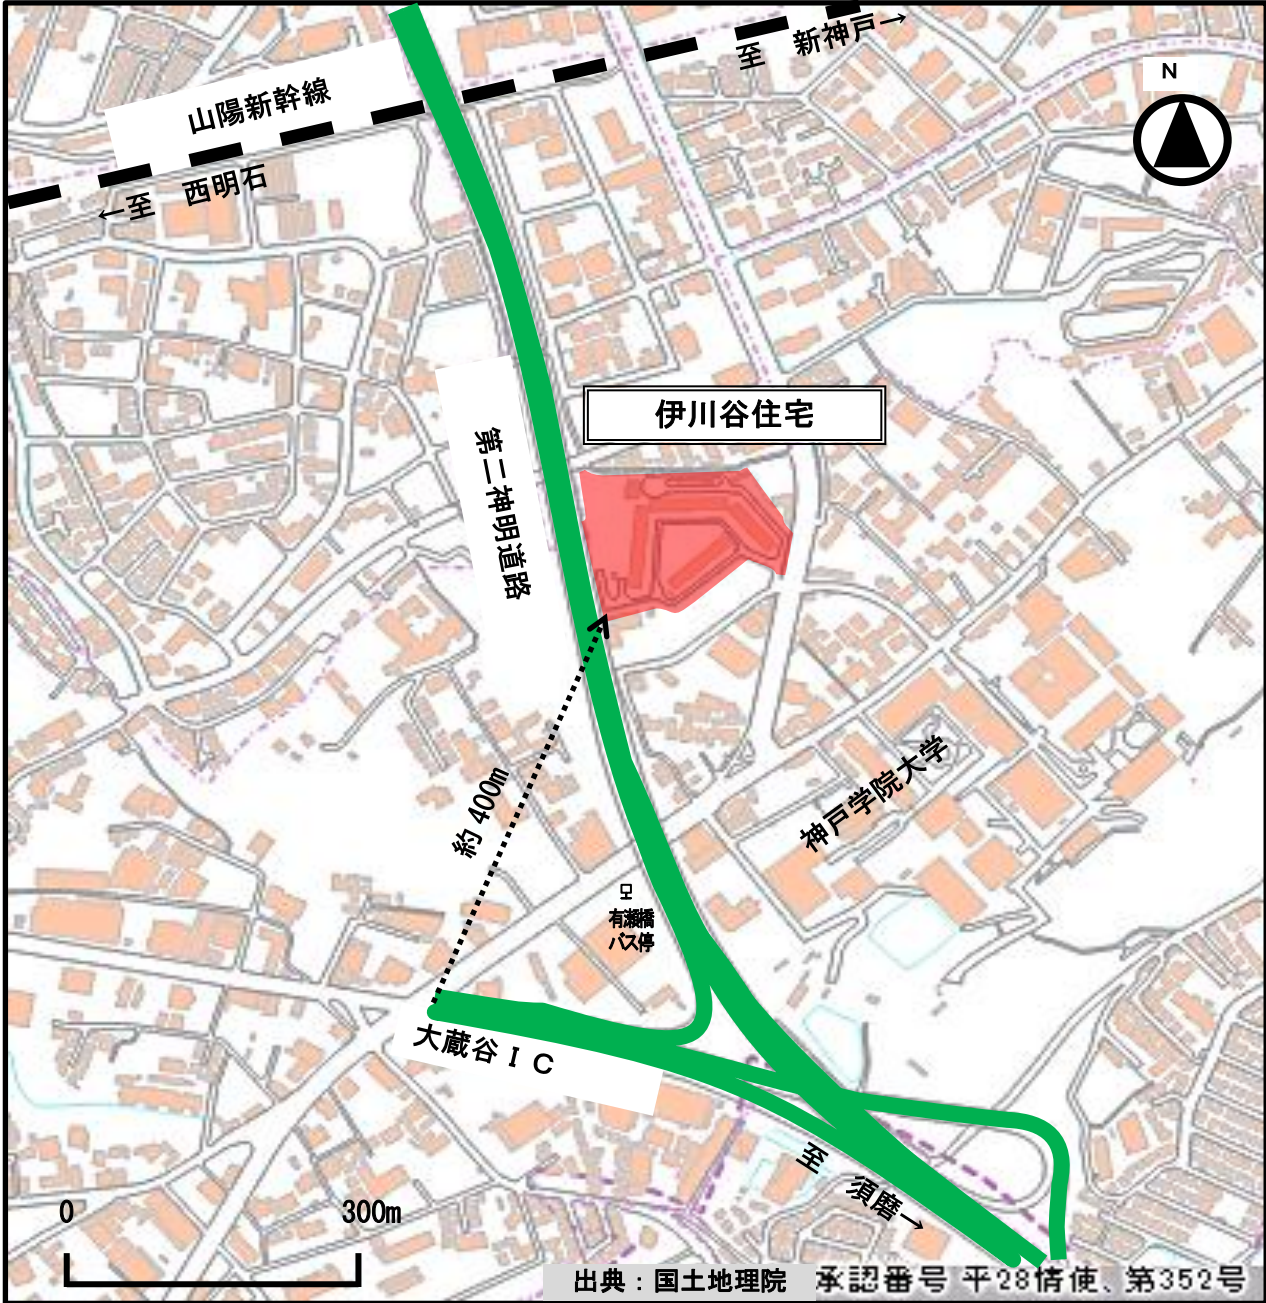 至 新神戸→
N
山陽新幹線
←至 西明石
伊川谷住宅
第二神明道路
約400m
神戸学院大学
有瀬橋
バス停
大蔵谷IC
至 須磨→
0 300m
出典：国土地理院 承認番号 平28情使、第352号